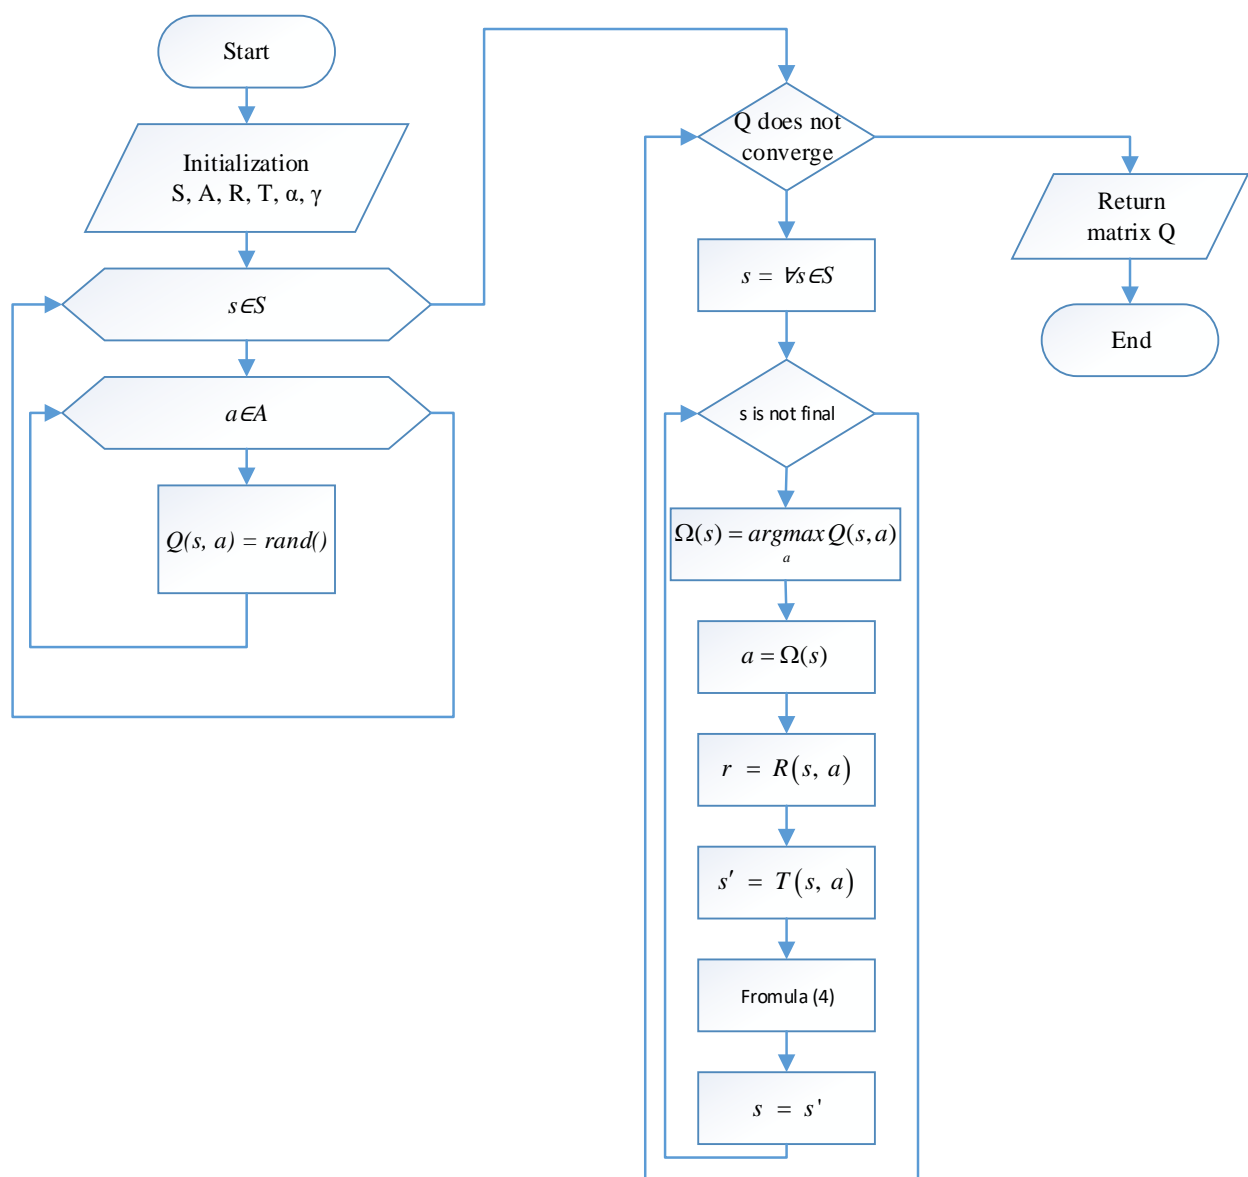 Start
Initialization
S, A, R, T, α, γ
s∈S
a∈A
Q(s, a) = rand()
Q does not
converge
s = ∀s∈S
s is not final
Ω(s) = argmax Q(s,a)
a
a = Ω(s)
r = R(s, a)
s′ = T(s, a)
Fromula (4)
s = s'
Return
matrix Q
End